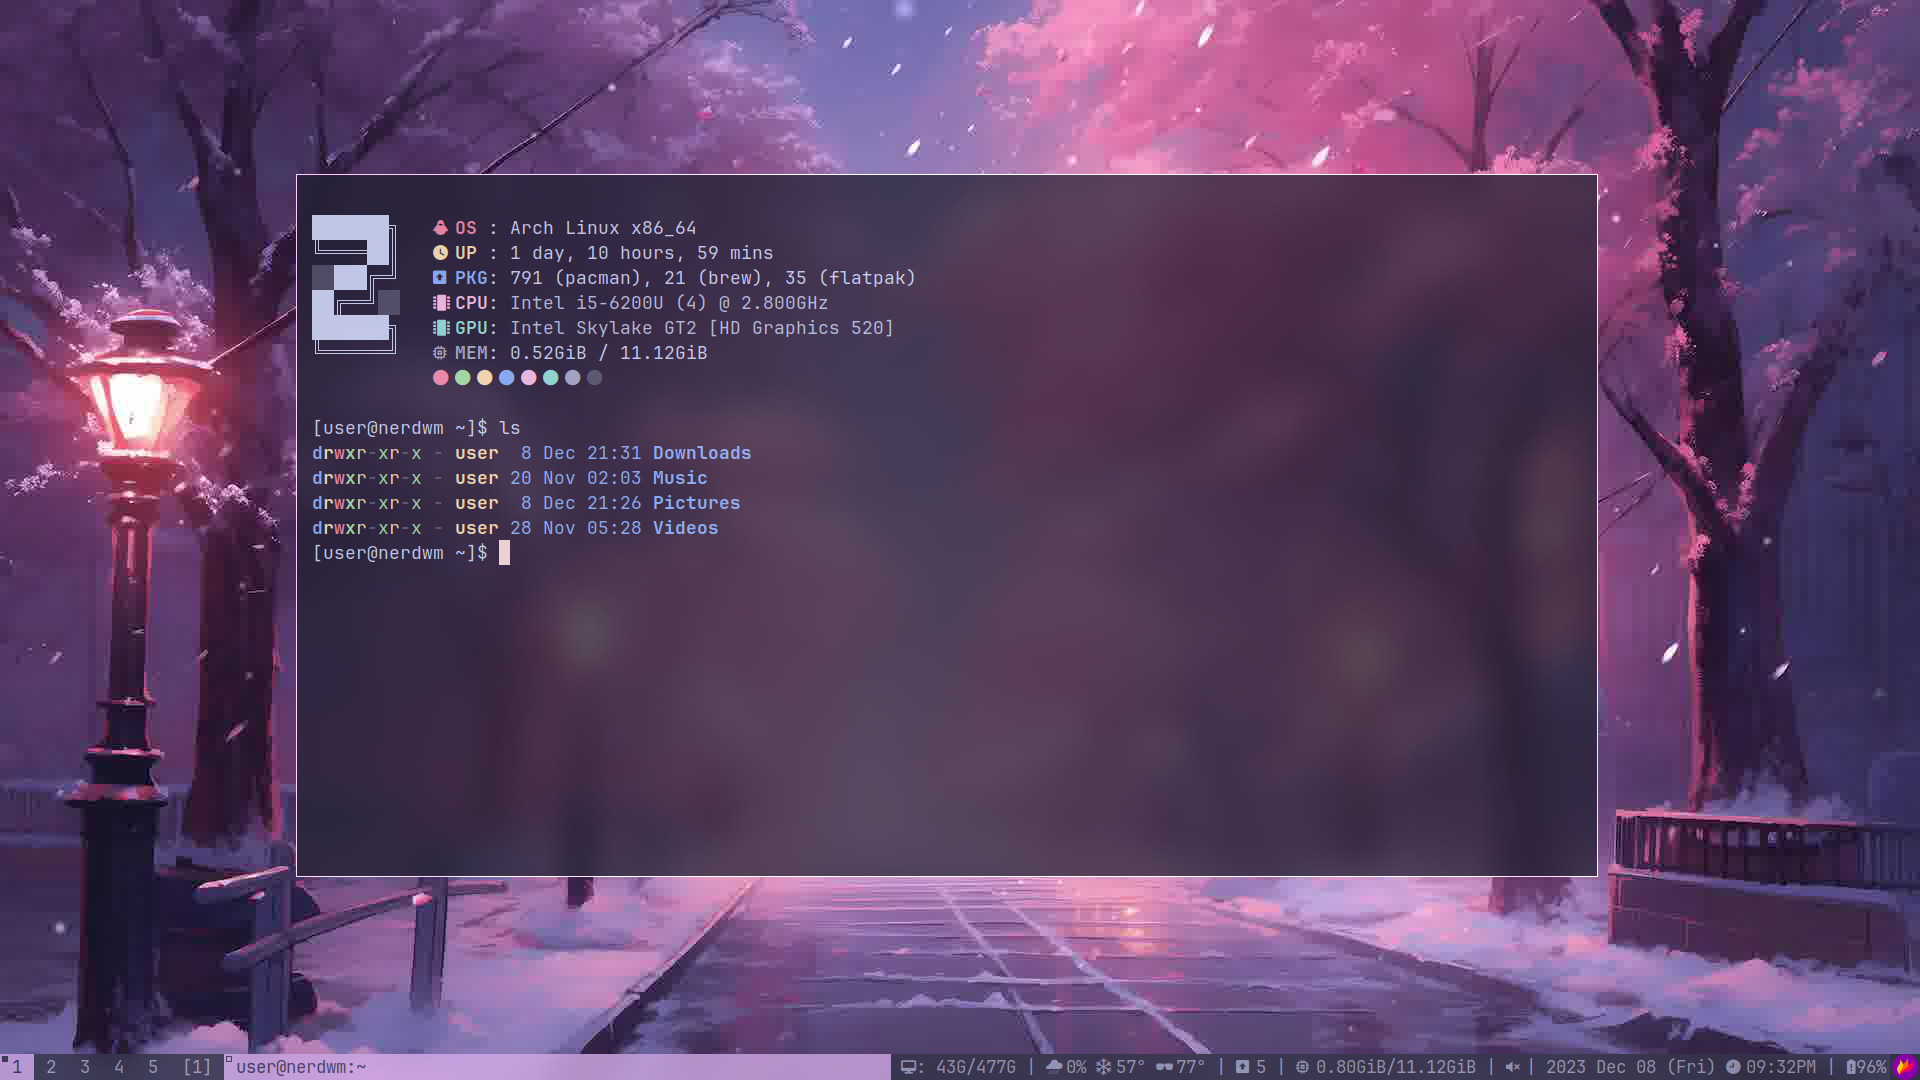 OS : Arch Linux x86_64
UP : 1 day, 10 hours, 59 mins
PKG: 791 (pacman), 21 (brew), 35 (flatpak)
CPU: Intel i5-6200U (4) @ 2.800GHz
GPU: Intel Skylake GT2 [HD Graphics 520]
MEM: 0.52GiB / 11.12GiB
[user@nerdwm ~]$ ls
drwxr-xr-x - user  8 Dec 21:31 Downloads
drwxr-xr-x - user 20 Nov 02:03 Music
drwxr-xr-x - user  8 Dec 21:26 Pictures
drwxr-xr-x - user 28 Nov 05:28 Videos
[user@nerdwm ~]$
1 2 3 4 5 [1] user@nerdwm:~ : 43G/477G | 0% 57° 77° | 5 | 0.80GiB/11.12GiB | | 2023 Dec 08 (Fri) 09:32PM | 96%